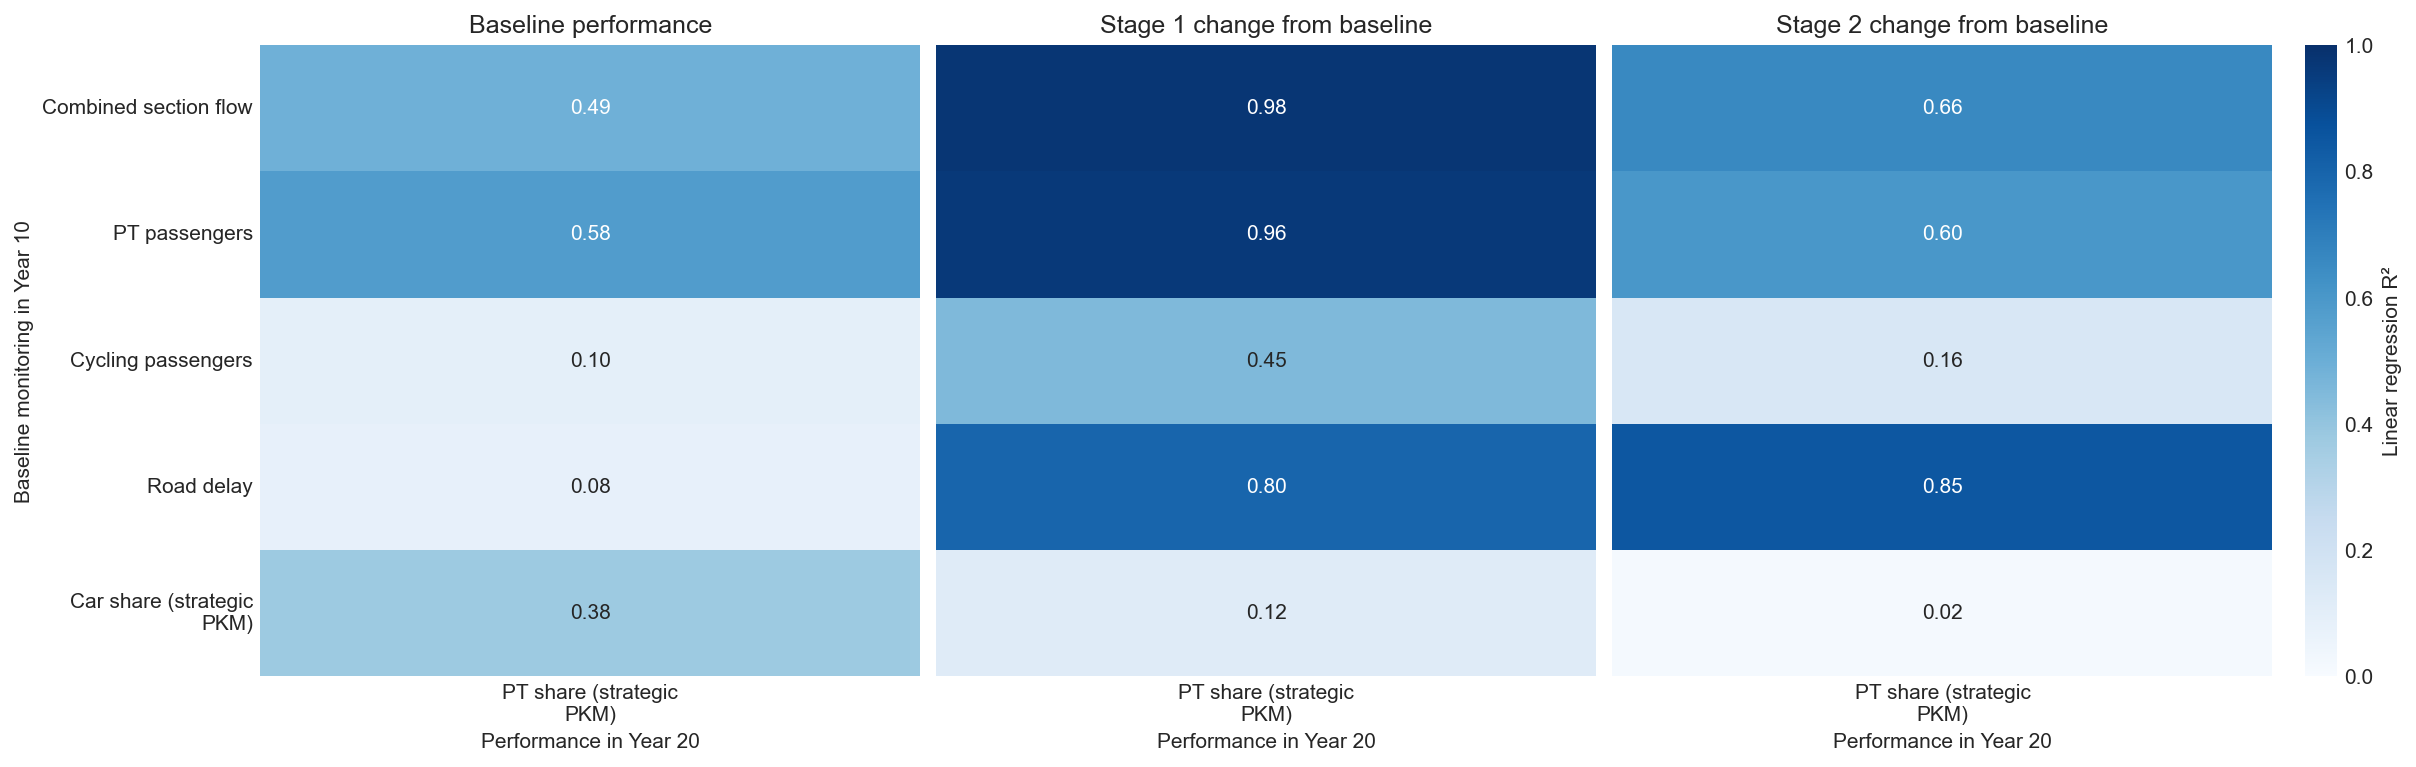 Baseline performance
Stage 1 change from baseline
Stage 2 change from baseline
Baseline monitoring in Year 10
Combined section flow
0.49
0.98
0.66
PT passengers
0.58
0.96
0.60
Cycling passengers
0.10
0.45
0.16
Road delay
0.08
0.80
0.85
Car share (strategic
PKM)
0.38
0.12
0.02
PT share (strategic
PKM)
Performance in Year 20
PT share (strategic
PKM)
Performance in Year 20
PT share (strategic
PKM)
Performance in Year 20
1.0
0.8
0.6
0.4
0.2
0.0
Linear regression R²